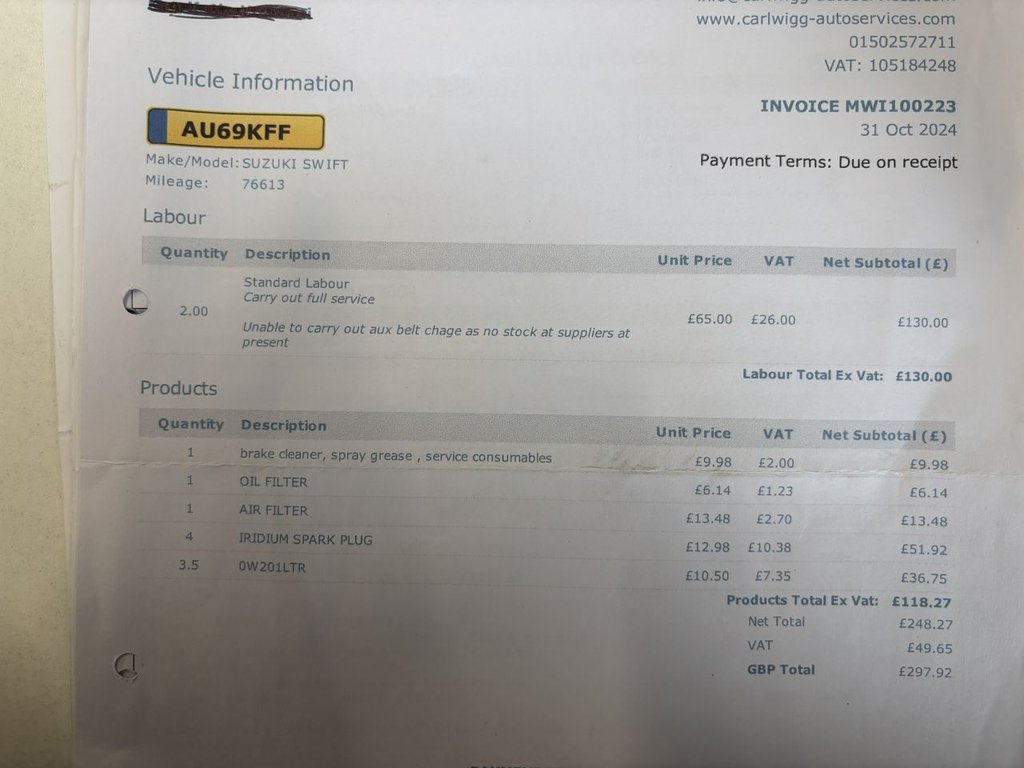 www.carlwigg-autoservices.com
01502572711
VAT: 105184248
Vehicle Information
INVOICE MWI100223
AU69KFF
31 Oct 2024
Make/Model: SUZUKI SWIFT
Payment Terms: Due on receipt
Mileage: 76613
Labour
Quantity Description Unit Price VAT Net Subtotal (£)
Standard Labour
Carry out full service
2.00 £65.00 £26.00 £130.00
Unable to carry out aux belt chage as no stock at suppliers at
present
Labour Total Ex Vat: £130.00
Products
Quantity Description Unit Price VAT Net Subtotal (£)
1 brake cleaner, spray grease , service consumables £9.98 £2.00 £9.98
1 OIL FILTER £6.14 £1.23 £6.14
1 AIR FILTER £13.48 £2.70 £13.48
4 IRIDIUM SPARK PLUG £12.98 £10.38 £51.92
3.5 0W201LTR £10.50 £7.35 £36.75
Products Total Ex Vat: £118.27
Net Total £248.27
VAT £49.65
GBP Total £297.92